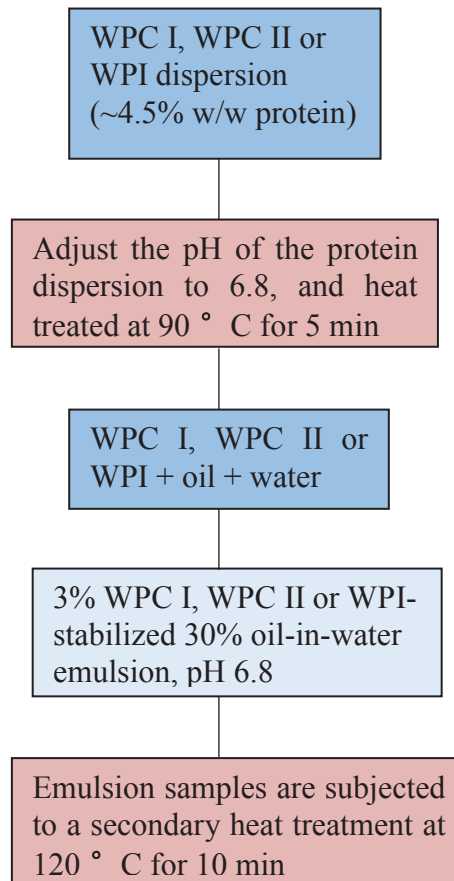 WPC I, WPC II or
WPI dispersion
(~4.5% w/w protein)
Adjust the pH of the protein
dispersion to 6.8, and heat
treated at 90 ° C for 5 min
WPC I, WPC II or
WPI + oil + water
3% WPC I, WPC II or WPI-
stabilized 30% oil-in-water
emulsion, pH 6.8
Emulsion samples are subjected
to a secondary heat treatment at
120 ° C for 10 min